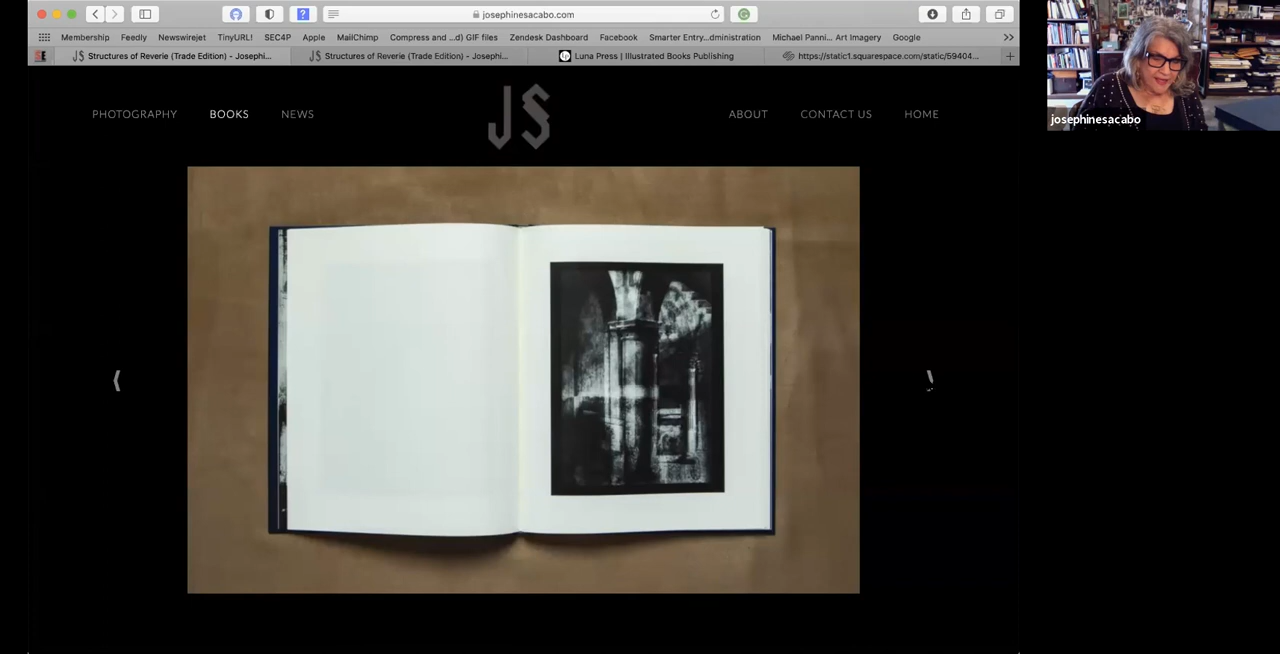 josephinesacabo.com
Membership Feedly Newswirejet TinyURL! SEC4P Apple MailChimp Compress and ...d) GIF files Zendesk Dashboard Facebook Smarter Entry...dministration Michael Panni... Art Imagery Google
JS Structures of Reverie (Trade Edition) - Josephi... JS Structures of Reverie (Trade Edition) - Josephi... Luna Press | Illustrated Books Publishing https://static1.squarespace.com/static/59404...
PHOTOGRAPHY BOOKS NEWS JS ABOUT CONTACT US HOME
josephinesacabo